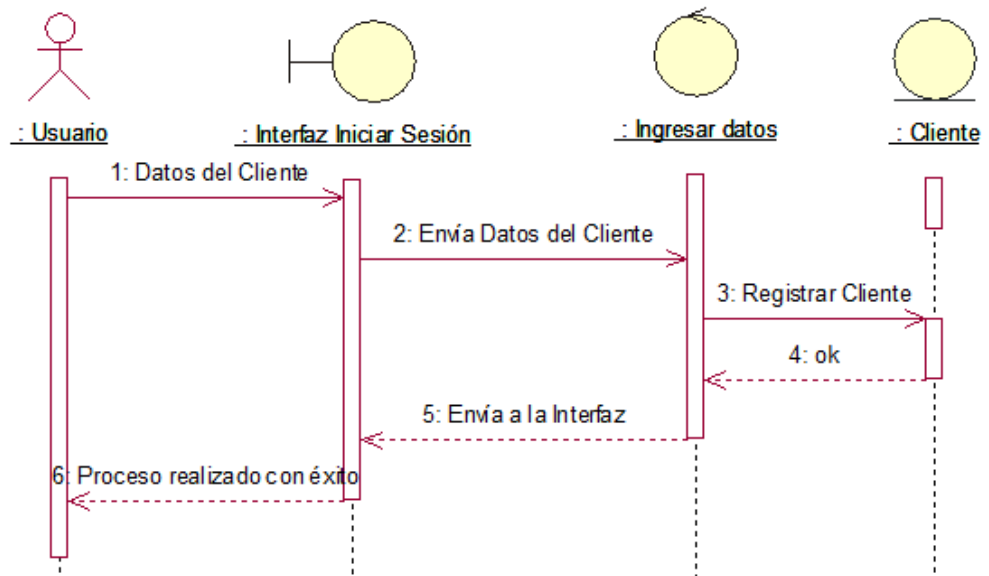 : Usuario
: Interfaz Iniciar Sesión
: Ingresar datos
: Cliente
1: Datos del Cliente
2: Envía Datos del Cliente
3: Registrar Cliente
4: ok
5: Envía a la Interfaz
6: Proceso realizado con éxito